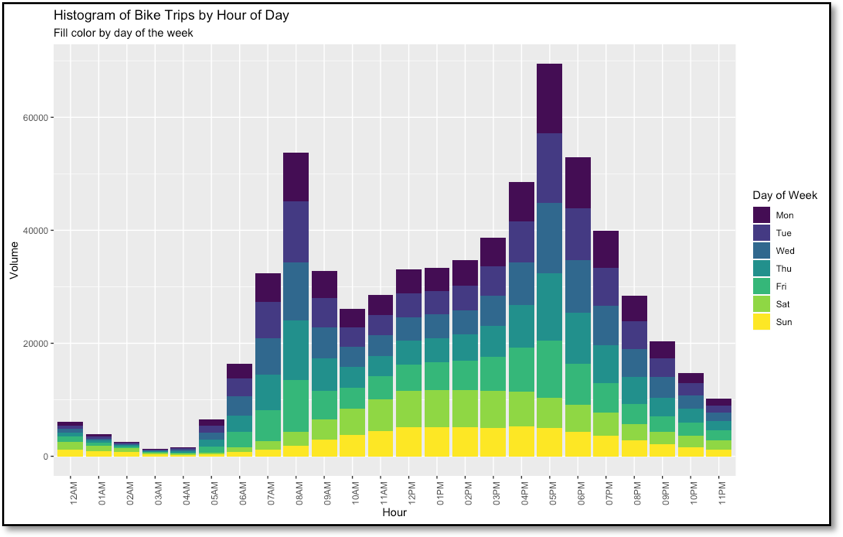 Histogram of Bike Trips by Hour of Day
Fill color by day of the week
60000
40000
20000
0
Volume
12AM
01AM
02AM
03AM
04AM
05AM
06AM
07AM
08AM
09AM
10AM
11AM
12PM
01PM
02PM
03PM
04PM
05PM
06PM
07PM
08PM
09PM
10PM
11PM
Hour
Day of Week
Mon
Tue
Wed
Thu
Fri
Sat
Sun